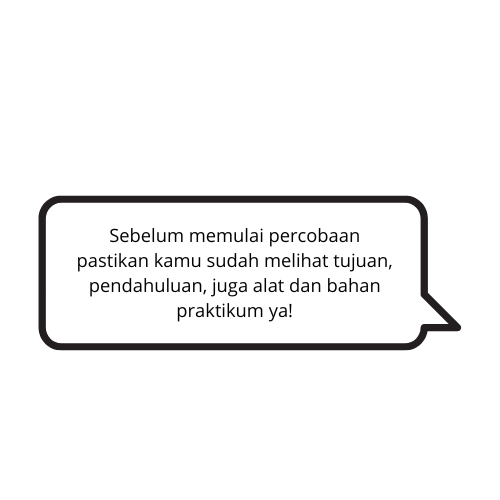 Sebelum memulai percobaan
pastikan kamu sudah melihat tujuan,
pendahuluan, juga alat dan bahan
praktikum ya!